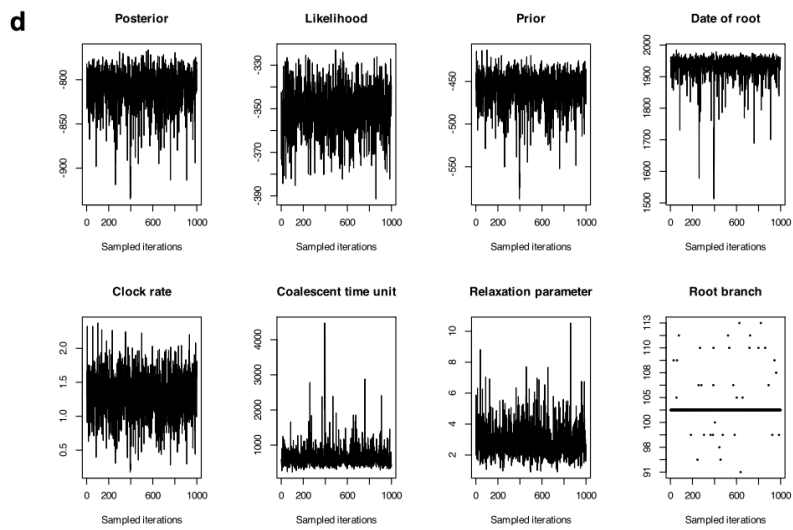 d
Posterior
Likelihood
Prior
Date of root
-800
-850
-900
0 200 600 1000
Sampled iterations
-330
-350
-370
-390
0 200 600 1000
Sampled iterations
-450
-500
-550
0 200 600 1000
Sampled iterations
2000
1900
1800
1700
1600
1500
0 200 600 1000
Sampled iterations
Clock rate
Coalescent time unit
Relaxation parameter
Root branch
2.0
1.5
1.0
0.5
0 200 600 1000
Sampled iterations
4000
3000
2000
1000
0 200 600 1000
Sampled iterations
10
8
6
4
2
0 200 600 1000
Sampled iterations
113
110
108
105
100
98
91
0 200 600 1000
Sampled iterations